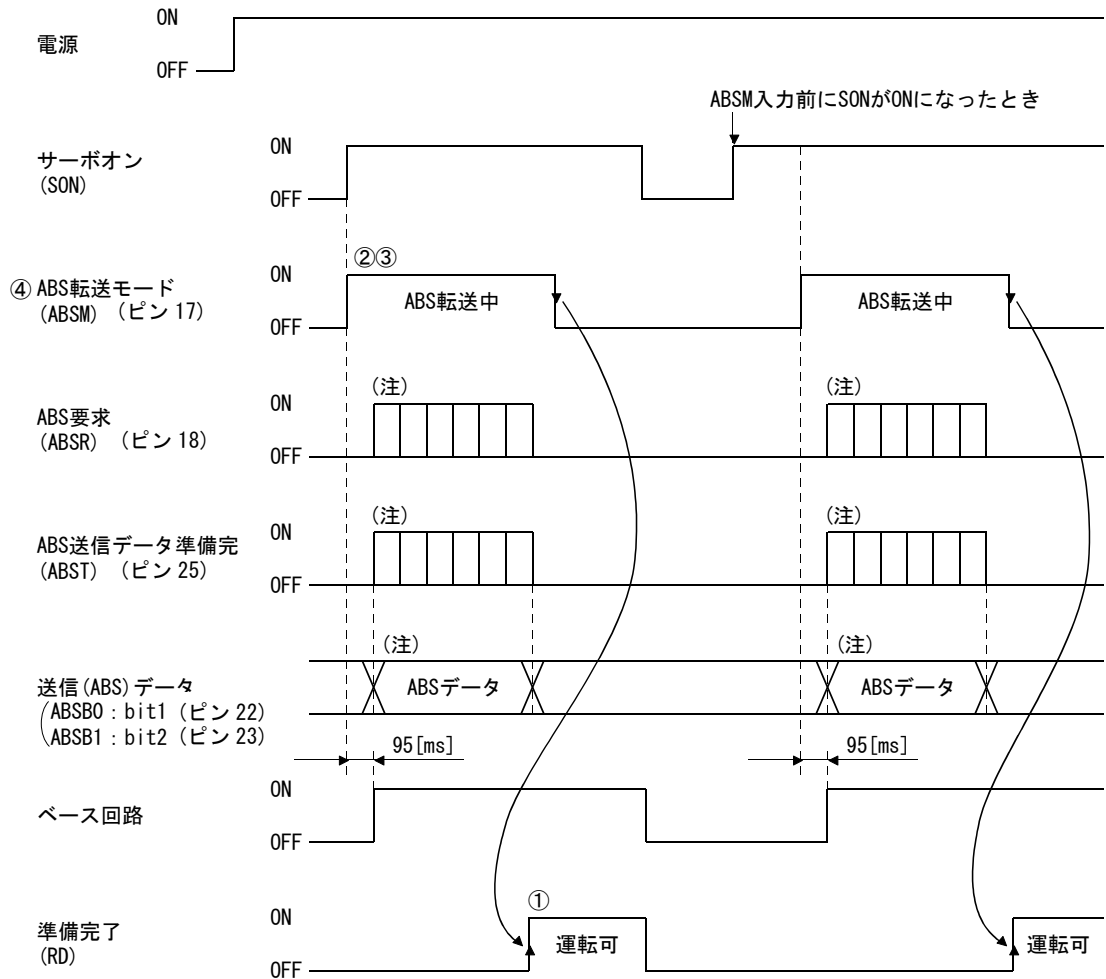 ON
電源
OFF
ABSM入力前にSONがONになったとき
ON
サーボオン
(SON)
OFF
②③
ON
④ ABS転送モード
(ABSM) (ピン 17)
ABS転送中
ABS転送中
OFF
(注)
(注)
ON
ABS要求
(ABSR) (ピン 18)
OFF
(注)
(注)
ON
ABS送信データ準備完
(ABST) (ピン 25)
OFF
(注)
(注)
送信(ABS)データ
ABSデータ
ABSデータ
(ABSB0 : bit1 (ピン 22)
(ABSB1 : bit2 (ピン 23)
95[ms]
95[ms]
ON
ベース回路
OFF
①
ON
準備完了
(RD)
運転可
運転可
OFF